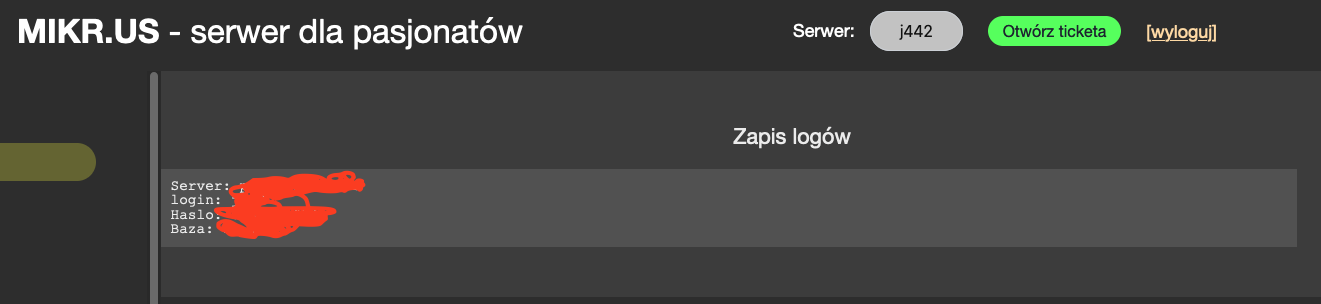 MIKR.US - serwer dla pasjonatów
Serwer: j442 Otwórz ticketa [wyloguj]
Zapis logów
Server:
login:
Haslo:
Baza: